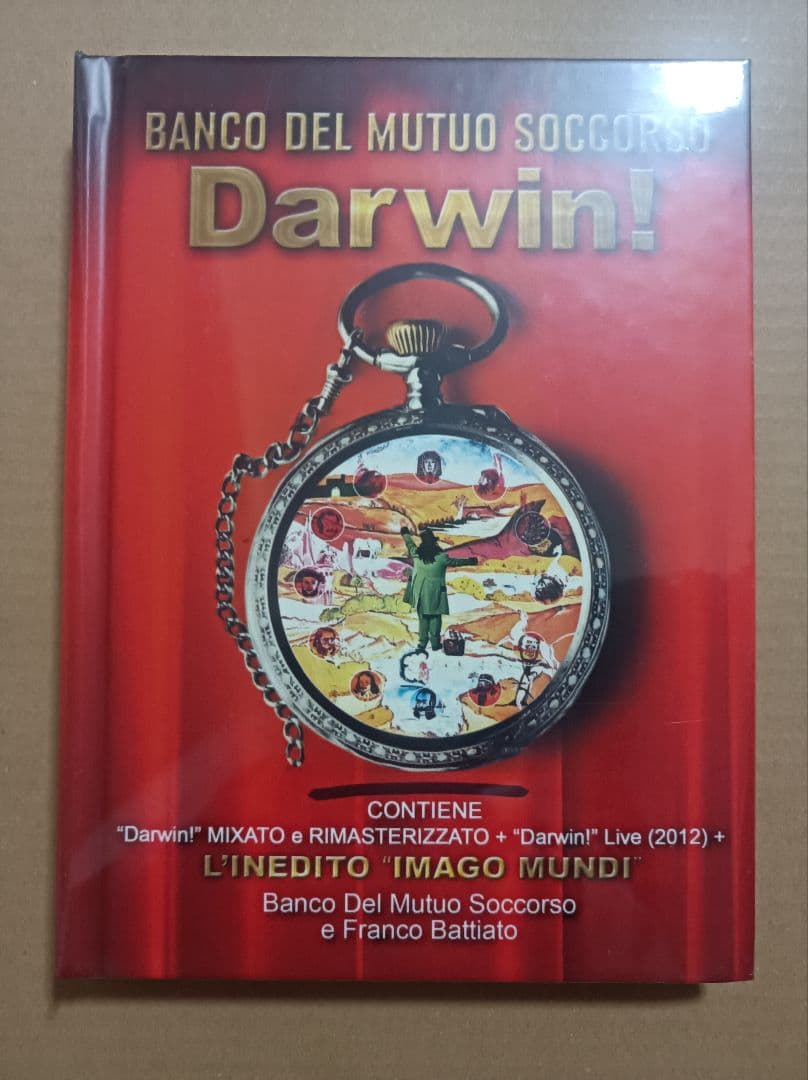 BANCO DEL MUTUO SOCCORSO
Darwin!
CONTIENE
“Darwin!” MIXATO e RIMASTERIZZATO + “Darwin!” Live (2012) +
L'INEDITO “IMAGO MUNDI”
Banco Del Mutuo Soccorso
e Franco Battiato